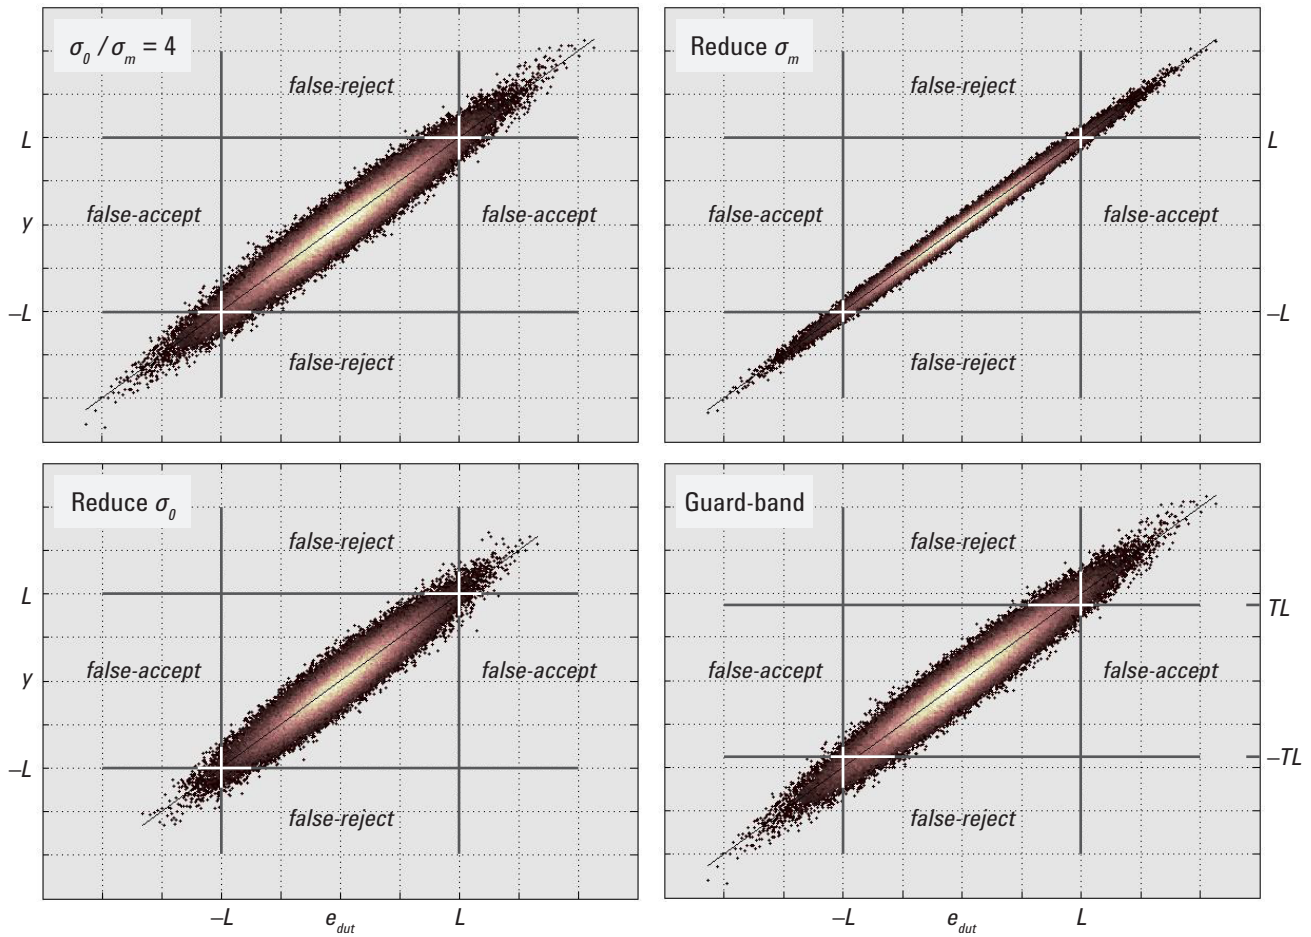 σ₀ / σₘ = 4
false-reject
L
false-accept
false-accept
y
–L
false-reject
Reduce σₘ
false-reject
L
false-accept
false-accept
–L
false-reject
Reduce σ₀
false-reject
L
false-accept
false-accept
y
–L
false-reject
–L e_dut L
Guard-band
false-reject
TL
false-accept
false-accept
–TL
false-reject
–L e_dut L